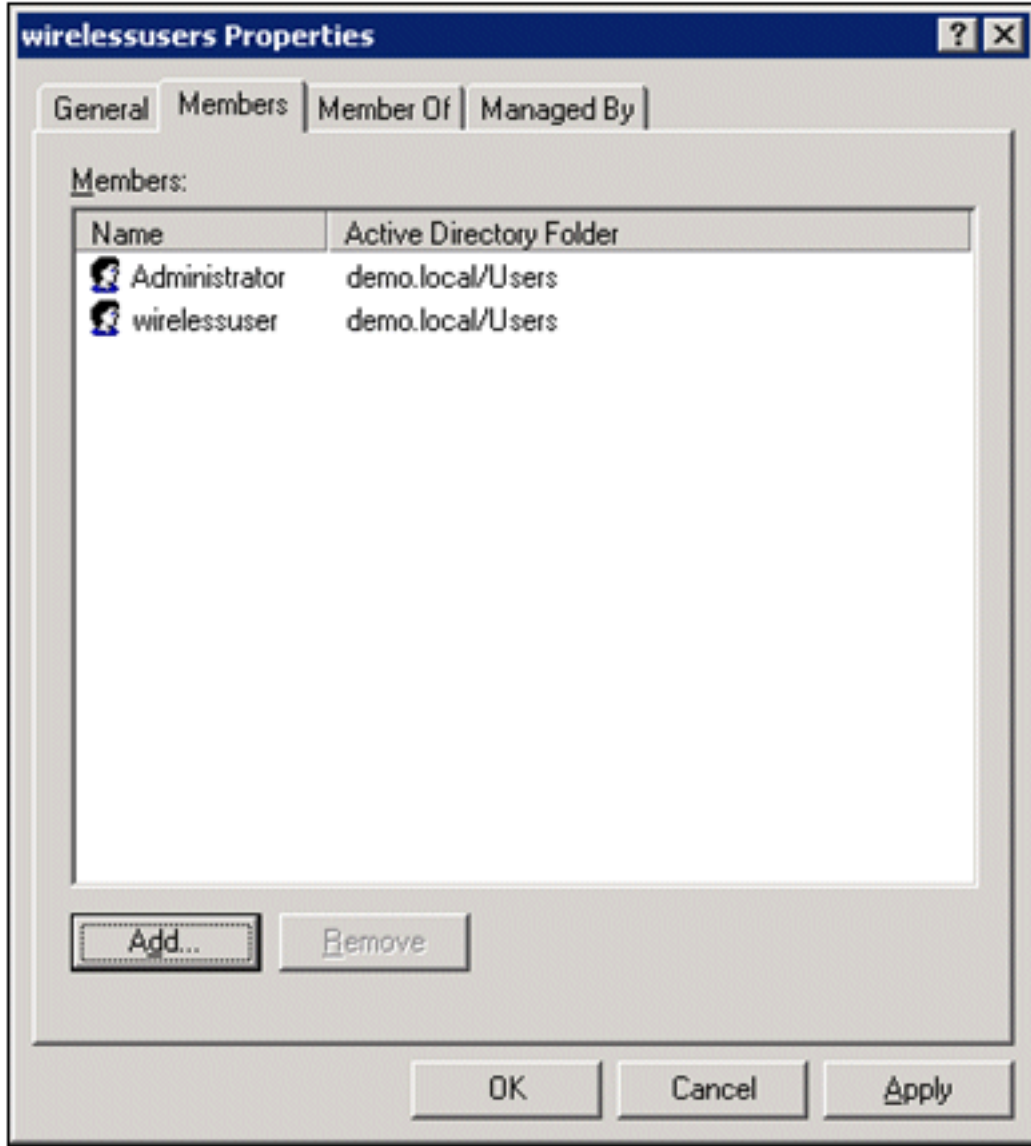 wirelessusers Properties
General Members Member Of Managed By
Members:
Name Active Directory Folder
Administrator demo.local/Users
wirelessuser demo.local/Users
Add... Remove
OK Cancel Apply